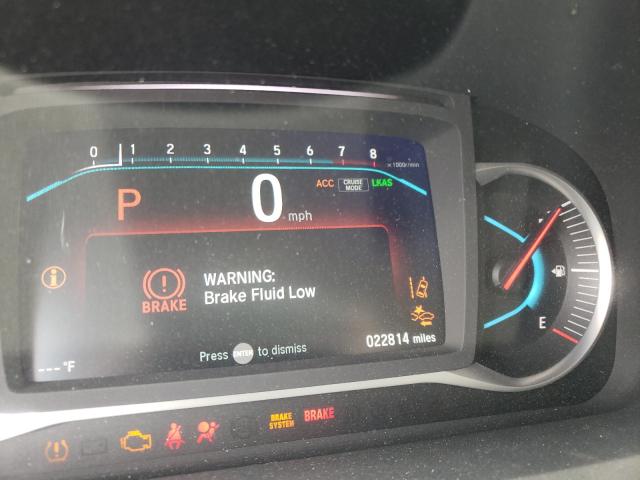 0 1 2 3 4 5 6 7 8
x 1000r/min
P 0 mph ACC CRUISE MODE LKAS
WARNING:
Brake Fluid Low
BRAKE
Press ENTER to dismiss
022814 miles
---°F
E
BRAKE SYSTEM BRAKE